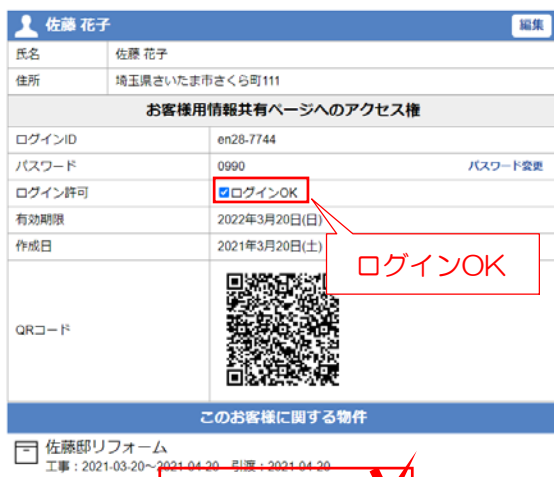 佐藤 花子 編集
氏名 佐藤 花子
住所 埼玉県さいたま市さくら町111
お客様用情報共有ページへのアクセス権
ログインID en28-7744
パスワード 0990 パスワード変更
ログイン許可 ログインOK
有効期限 2022年3月20日(日)
作成日 2021年3月20日(土)
ログインOK
QRコード
このお客様に関する物件
佐藤邸リフォーム
工事：2021-03-20～2021-04-20 引渡：2021-04-20